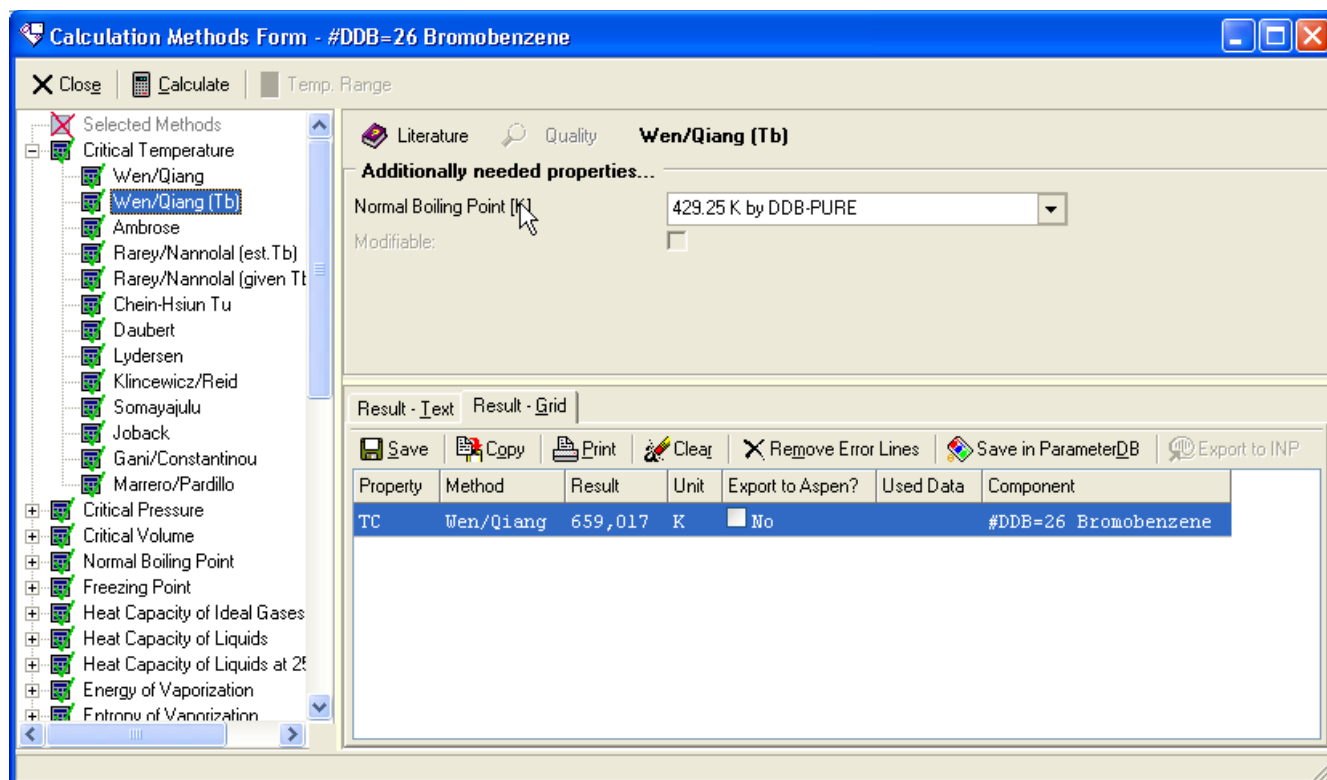 Calculation Methods Form - #DDB=26 Bromobenzene
Close Calculate Temp. Range
Selected Methods
Critical Temperature
Wen/Qiang
Wen/Qiang (Tb)
Ambrose
Rarey/Nannolal (est.Tb)
Rarey/Nannolal (given Tb
Chein-Hsiun Tu
Daubert
Lydersen
Klincewicz/Reid
Somayajulu
Joback
Gani/Constantinou
Marrero/Pardillo
Critical Pressure
Critical Volume
Normal Boiling Point
Freezing Point
Heat Capacity of Ideal Gases
Heat Capacity of Liquids
Heat Capacity of Liquids at 25
Energy of Vaporization
Entropy of Vaporization
Literature Quality Wen/Qiang (Tb)
Additionally needed properties...
Normal Boiling Point [K] 429.25 K by DDB-PURE
Modifiable:
Result - Text Result - Grid
Save Copy Print Clear Remove Error Lines Save in ParameterDB Export to INP
Property Method Result Unit Export to Aspen? Used Data Component
TC Wen/Qiang 659,017 K No #DDB=26 Bromobenzene